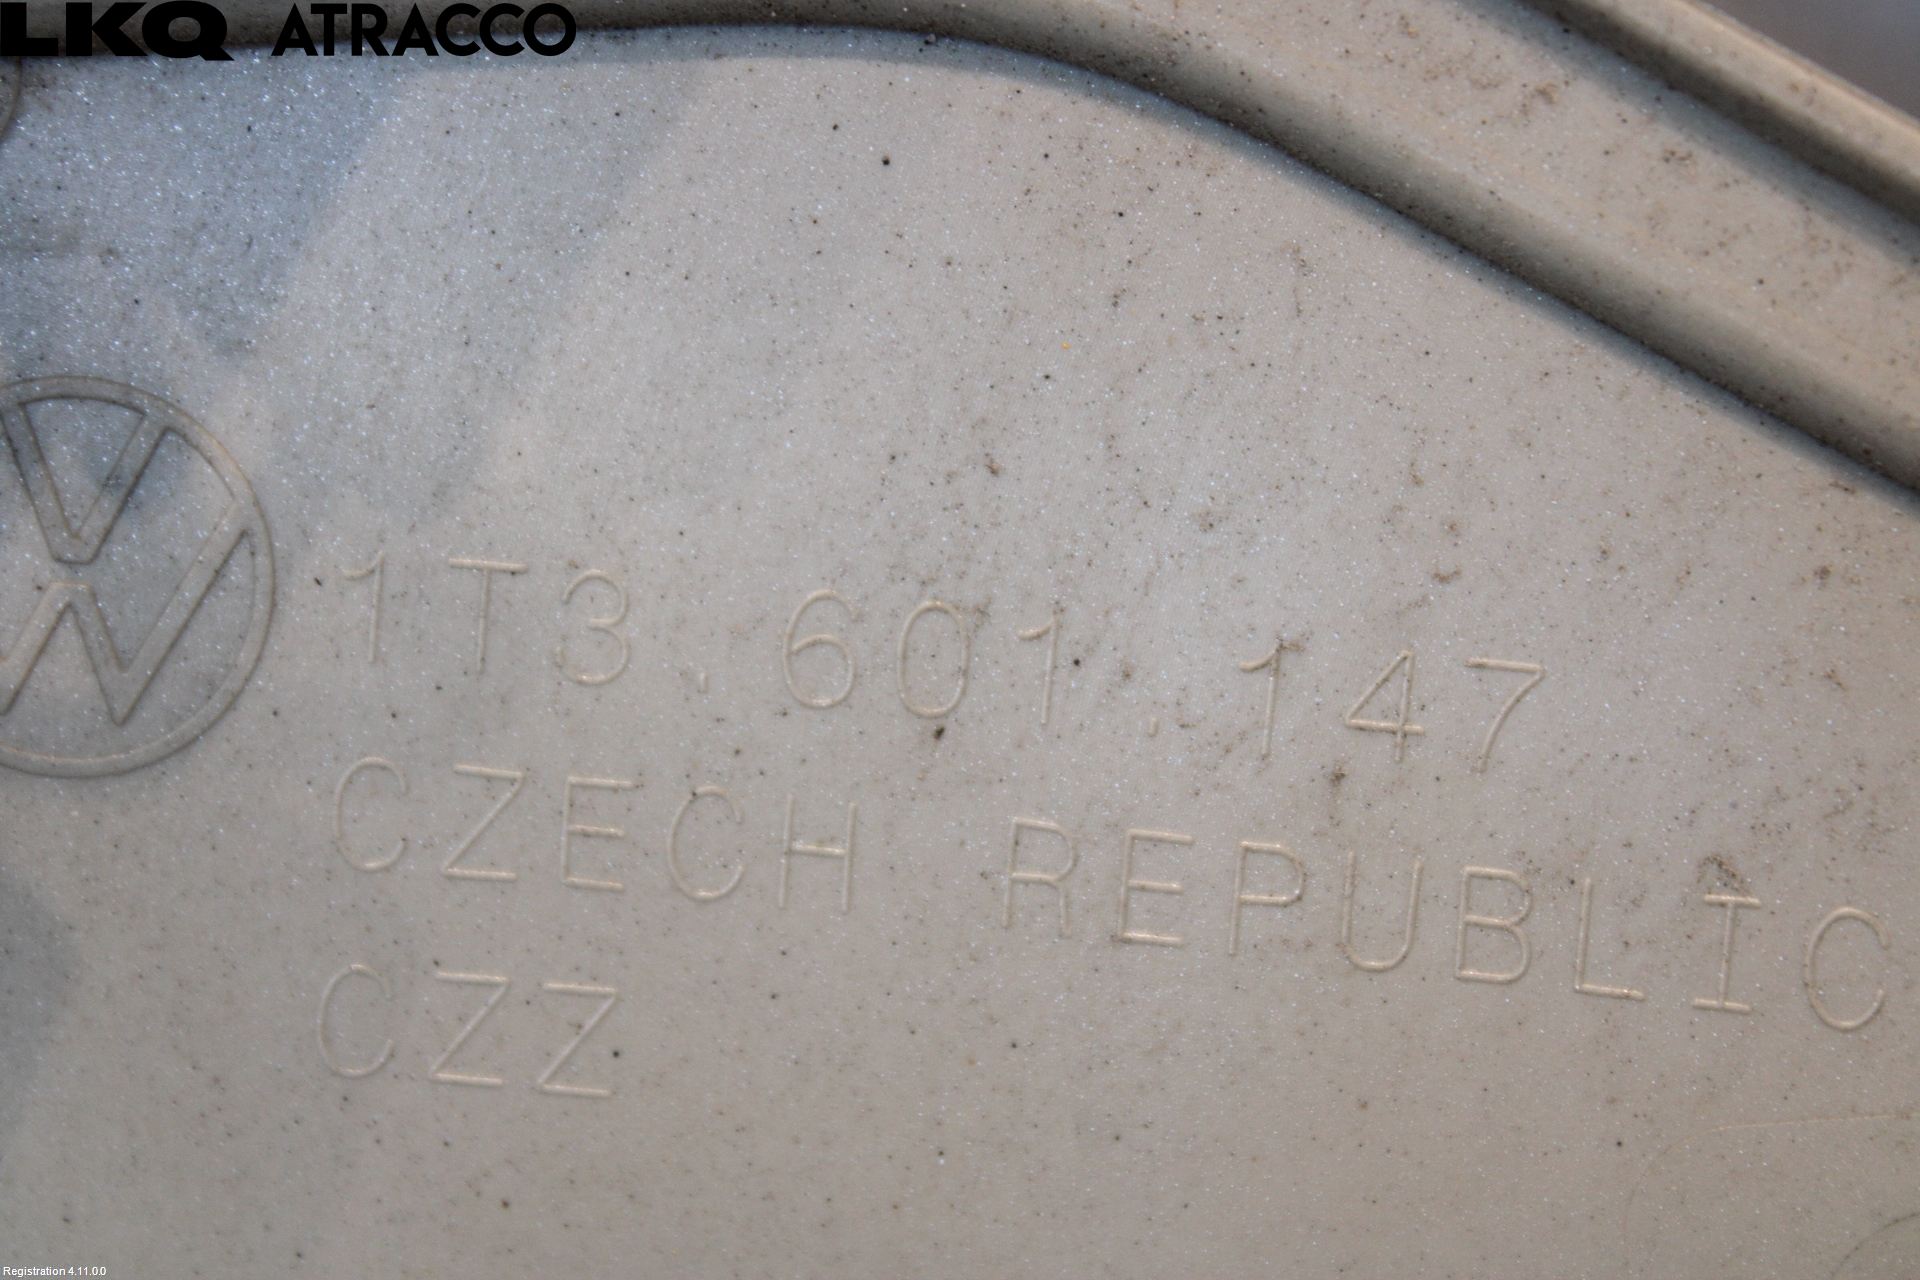 LKQ ATRACCO
1T3.601.147
CZECH REPUBLIC
CZZ
Registration 4.11.0.0